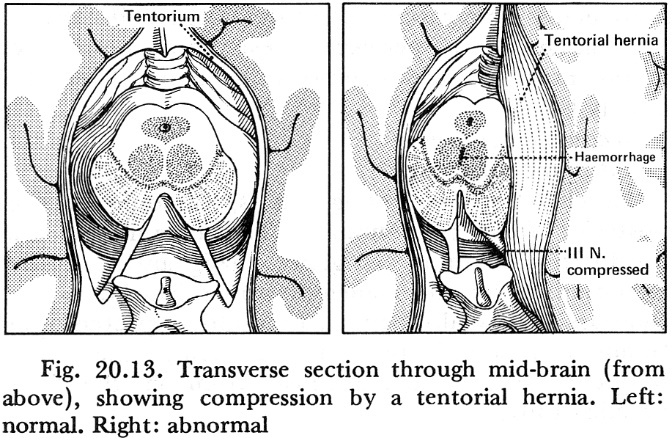 Tentorium
Tentorial hernia
Haemorrhage
III N.
compressed
Fig. 20.13. Transverse section through mid-brain (from
above), showing compression by a tentorial hernia. Left:
normal. Right: abnormal